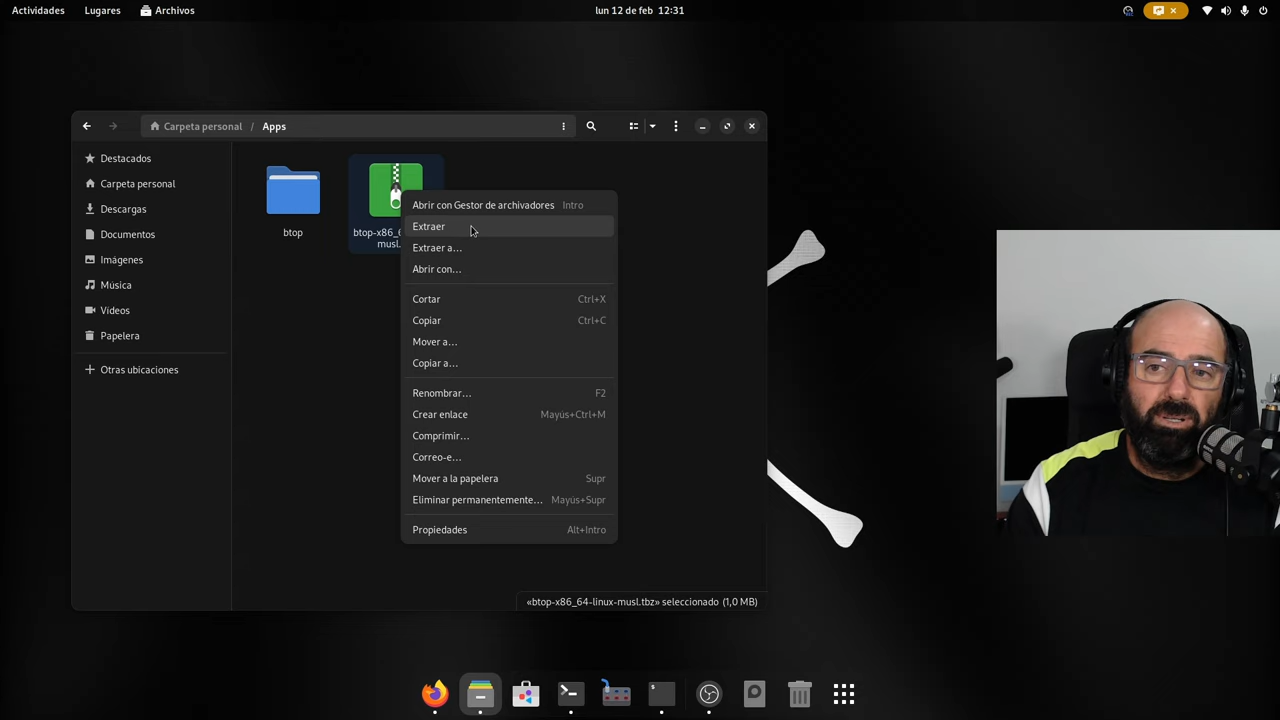 Actividades Lugares Archivos lun 12 de feb 12:31
Carpeta personal / Apps
Destacados
Carpeta personal
Descargas
Documentos
Imágenes
Música
Vídeos
Papelera
Otras ubicaciones
btop
btop-x86_6
musl.
Abrir con Gestor de archivadores Intro
Extraer
Extraer a…
Abrir con…
Cortar Ctrl+X
Copiar Ctrl+C
Mover a…
Copiar a…
Renombrar… F2
Crear enlace Mayús+Ctrl+M
Comprimir…
Correo-e…
Mover a la papelera Supr
Eliminar permanentemente… Mayús+Supr
Propiedades Alt+Intro
«btop-x86_64-linux-musl.tbz» seleccionado (1,0 MB)